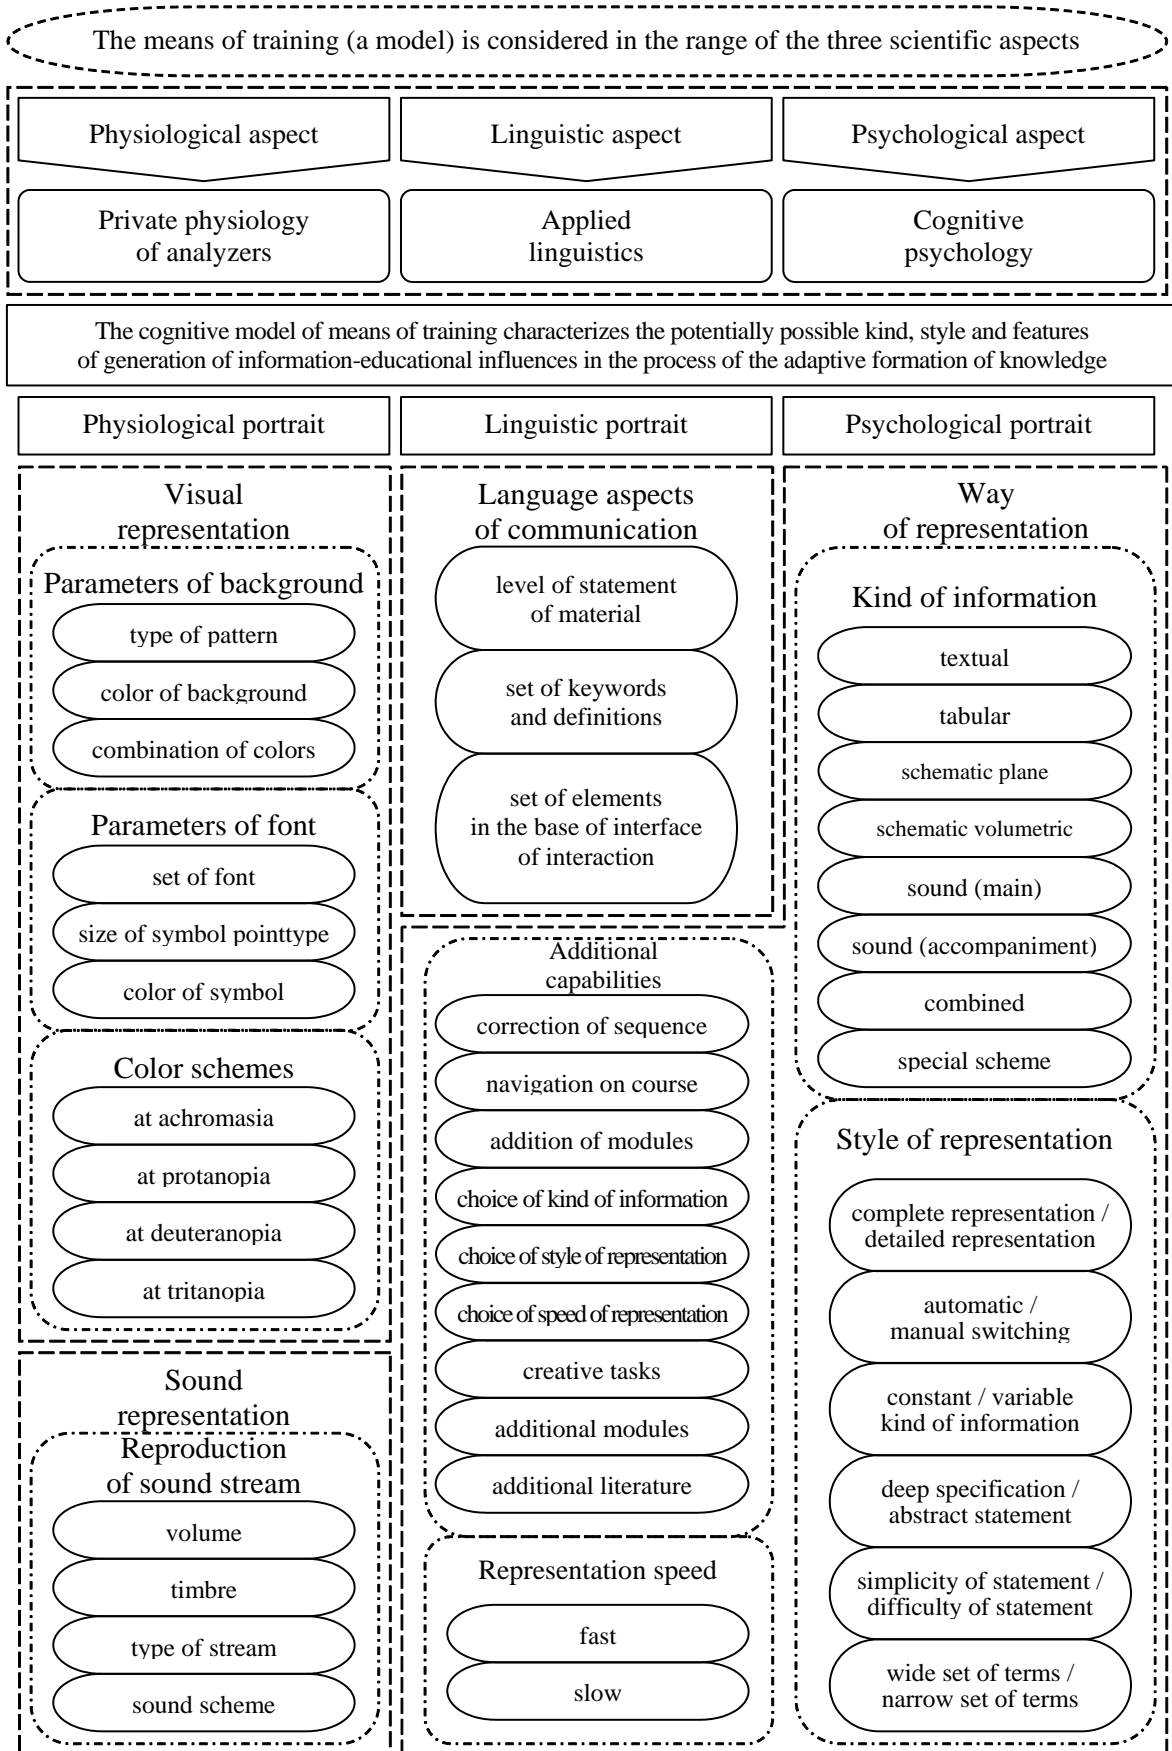 The means of training (a model) is considered in the range of the three scientific aspects
Physiological aspect
Linguistic aspect
Psychological aspect
Private physiology
of analyzers
Applied
linguistics
Cognitive
psychology
The cognitive model of means of training characterizes the potentially possible kind, style and features
of generation of information-educational influences in the process of the adaptive formation of knowledge
Physiological portrait
Linguistic portrait
Psychological portrait
Visual
representation
Parameters of background
type of pattern
color of background
combination of colors
Parameters of font
set of font
size of symbol pointtype
color of symbol
Color schemes
at achromasia
at protanopia
at deuteranopia
at tritanopia
Sound
representation
Reproduction
of sound stream
volume
timbre
type of stream
sound scheme
Language aspects
of communication
level of statement
of material
set of keywords
and definitions
set of elements
in the base of interface
of interaction
Additional
capabilities
correction of sequence
navigation on course
addition of modules
choice of kind of information
choice of style of representation
choice of speed of representation
creative tasks
additional modules
additional literature
Representation speed
fast
slow
Way
of representation
Kind of information
textual
tabular
schematic plane
schematic volumetric
sound (main)
sound (accompaniment)
combined
special scheme
Style of representation
complete representation /
detailed representation
automatic /
manual switching
constant / variable
kind of information
deep specification /
abstract statement
simplicity of statement /
difficulty of statement
wide set of terms /
narrow set of terms